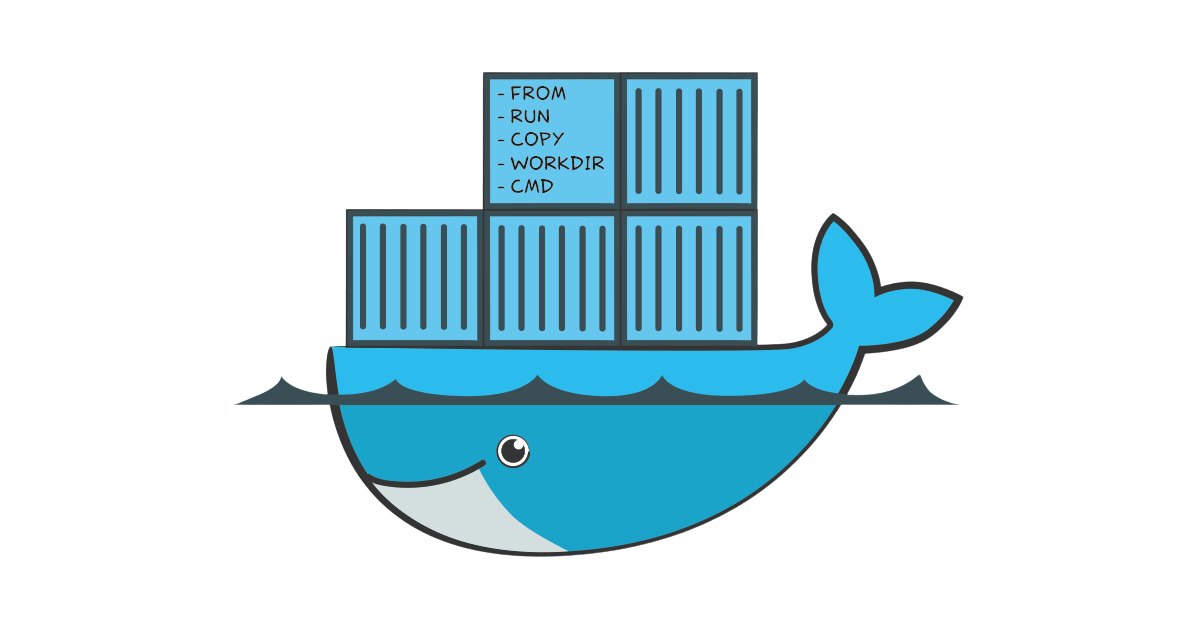 - FROM
- RUN
- COPY
- WORKDIR
- CMD